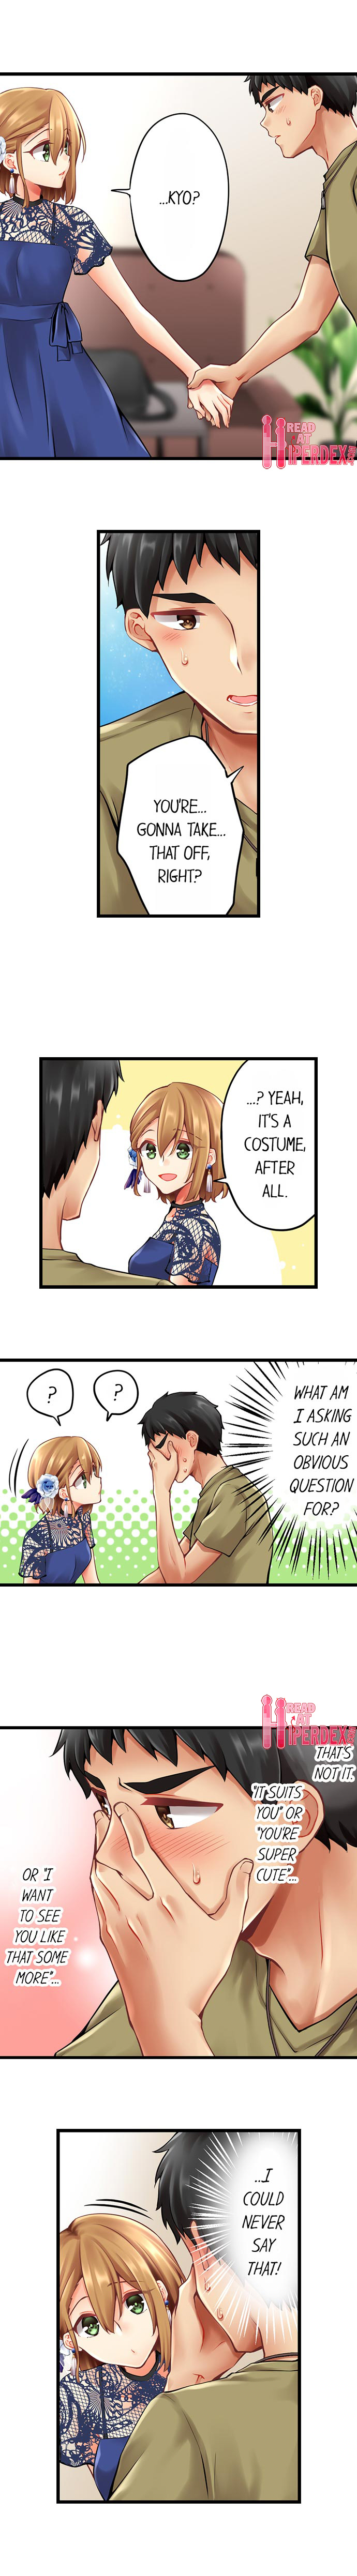 ...KYO?
READ
AT
HIPERDEX
YOU'RE...
GONNA TAKE...
THAT OFF,
RIGHT?
...? YEAH,
IT'S A
COSTUME,
AFTER
ALL.
?
?
WHAT AM
I ASKING
SUCH AN
OBVIOUS
QUESTION
FOR?
READ
AT
HIPERDEX
THAT'S
NOT IT.
"IT SUITS
YOU" OR
"YOU'RE
SUPER
CUTE"...
OR "I
WANT
TO SEE
YOU LIKE
THAT SOME
MORE"...
...I
COULD
NEVER
SAY
THAT!